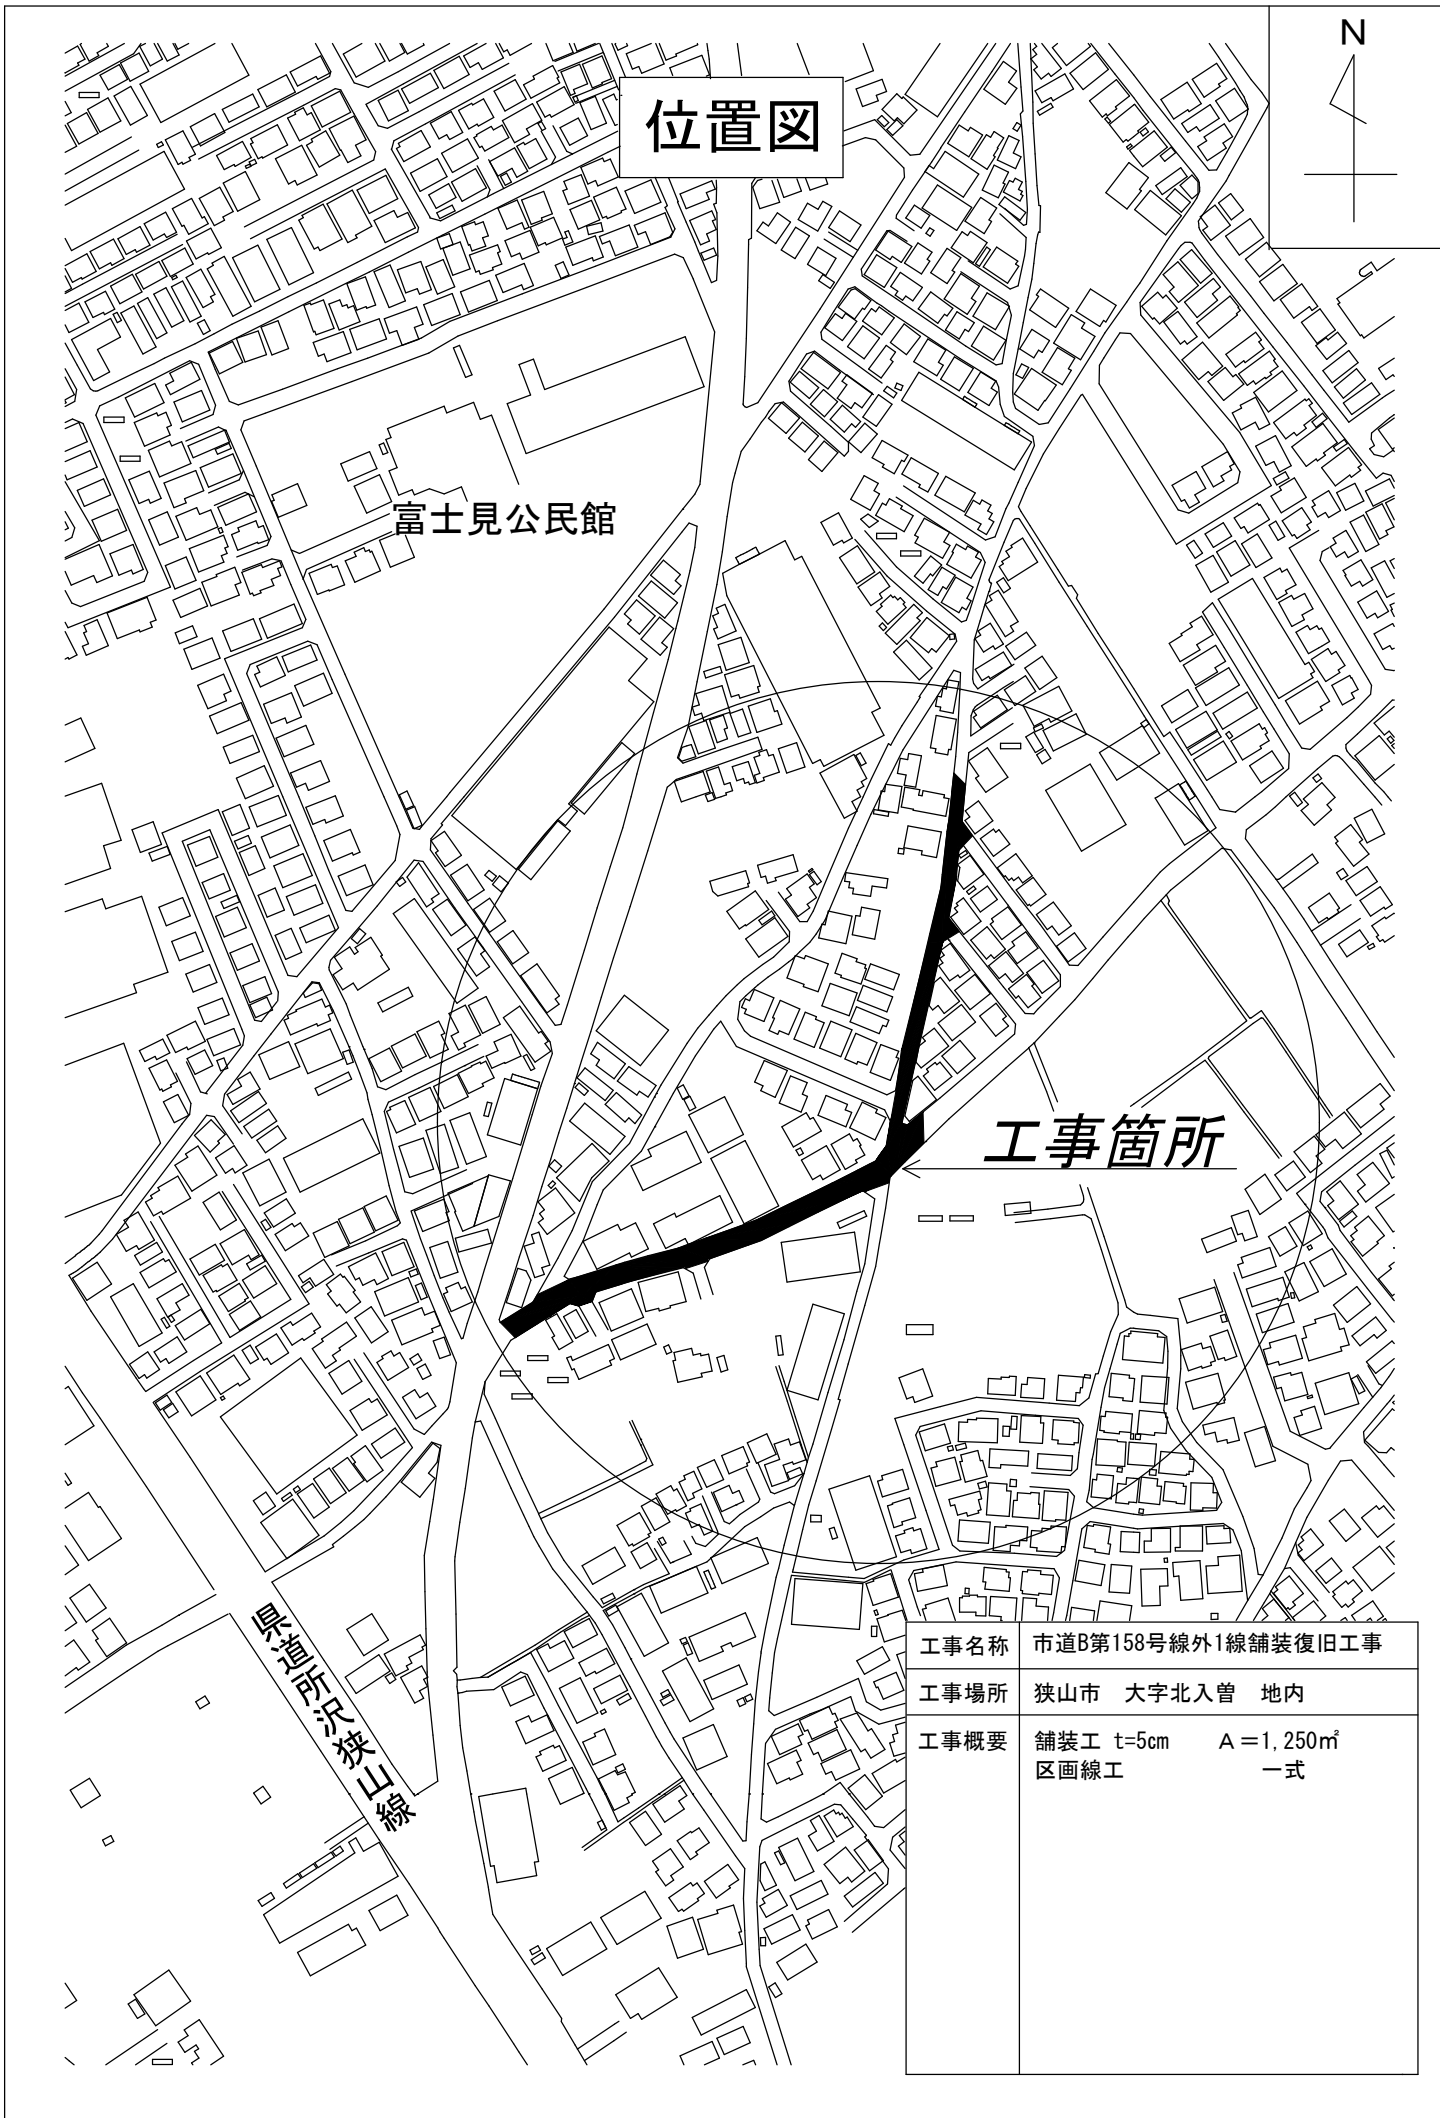 N
位置図
富士見公民館
工事箇所
県道所沢狭山線
工事名称 市道B第158号線外1線舗装復旧工事
工事場所 狭山市 大字北入曽 地内
工事概要 舗装工 t=5cm A=1,250㎡
区画線工 一式